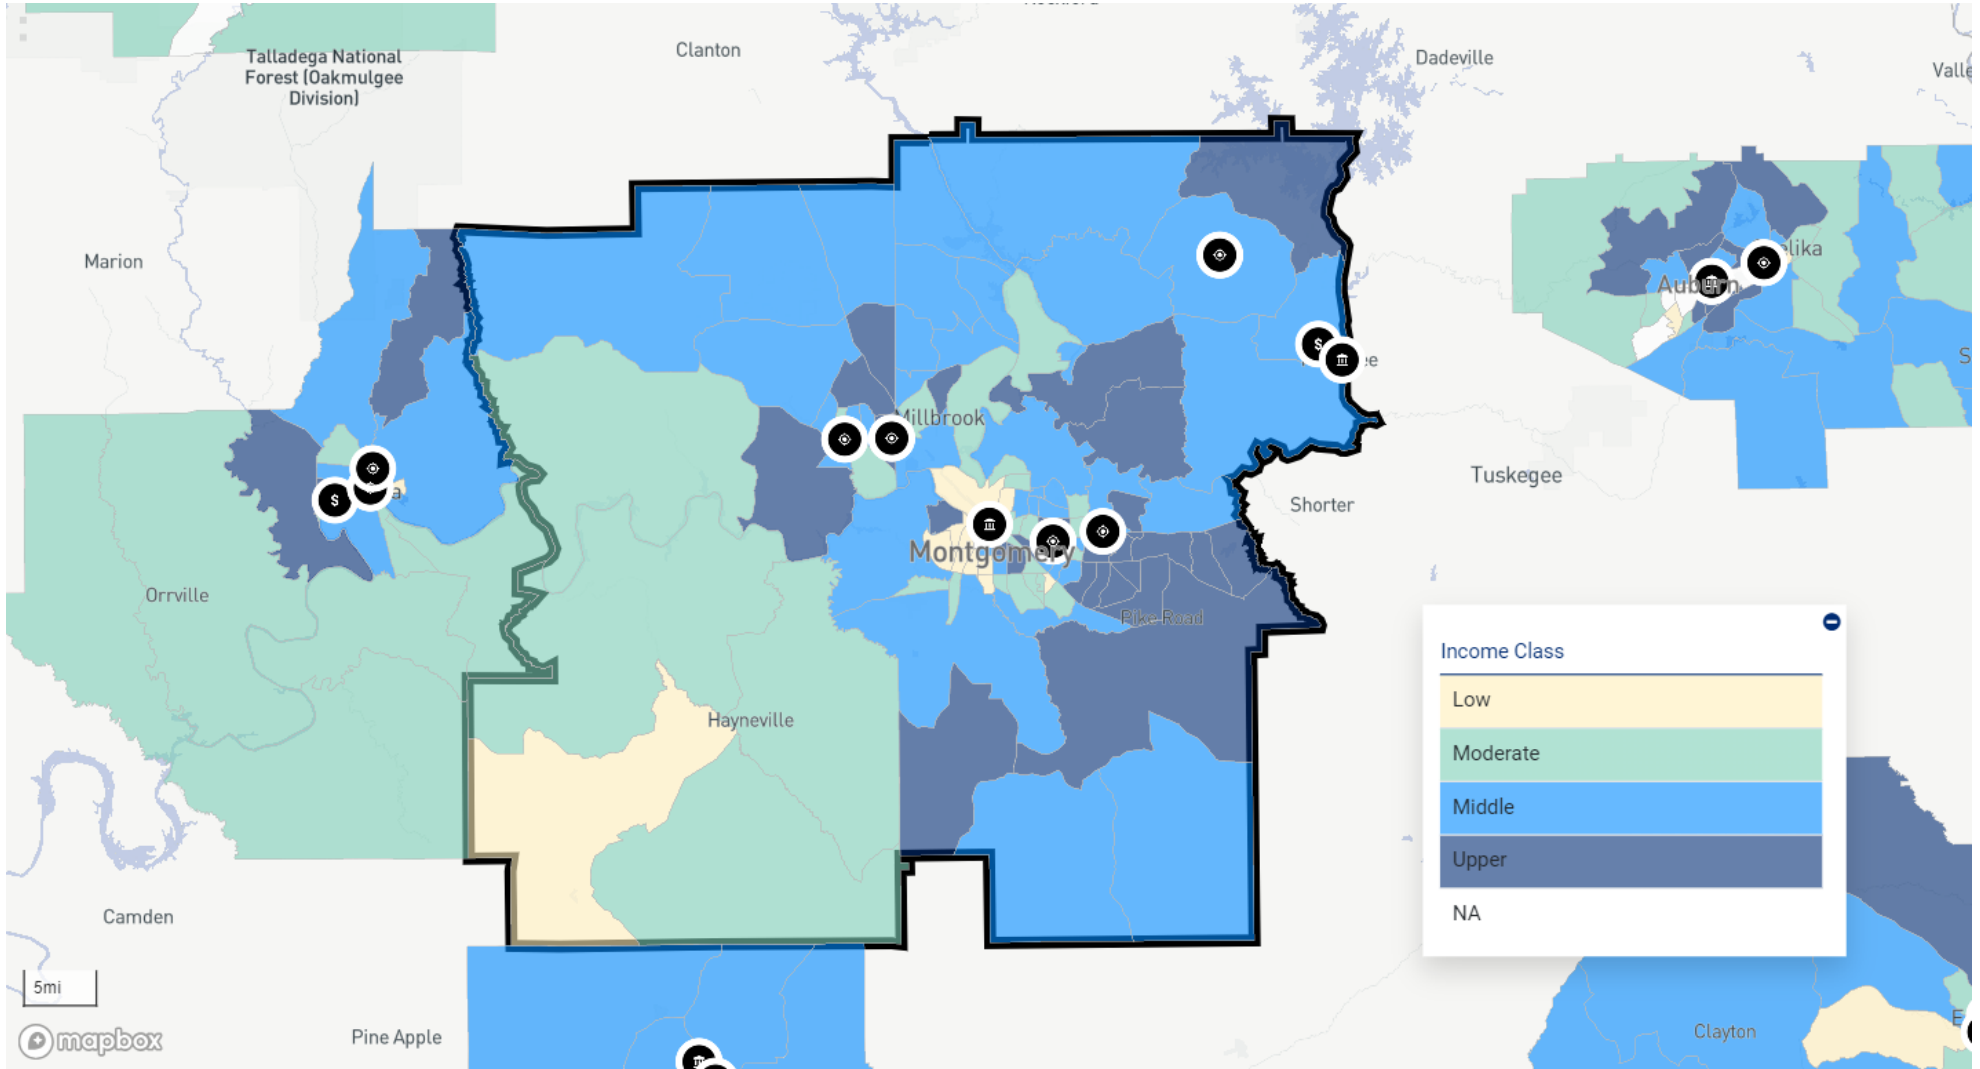 Talladega National
Forest (Oakmulgee
Division)
Clanton
Dadeville
Marion
Auburn
Millbrook
Tuskegee
Shorter
Montgomery
Orrville
Pike Road
Hayneville
Income Class
Low
Moderate
Middle
Upper
NA
Camden
5mi
mapbox
Pine Apple
Clayton